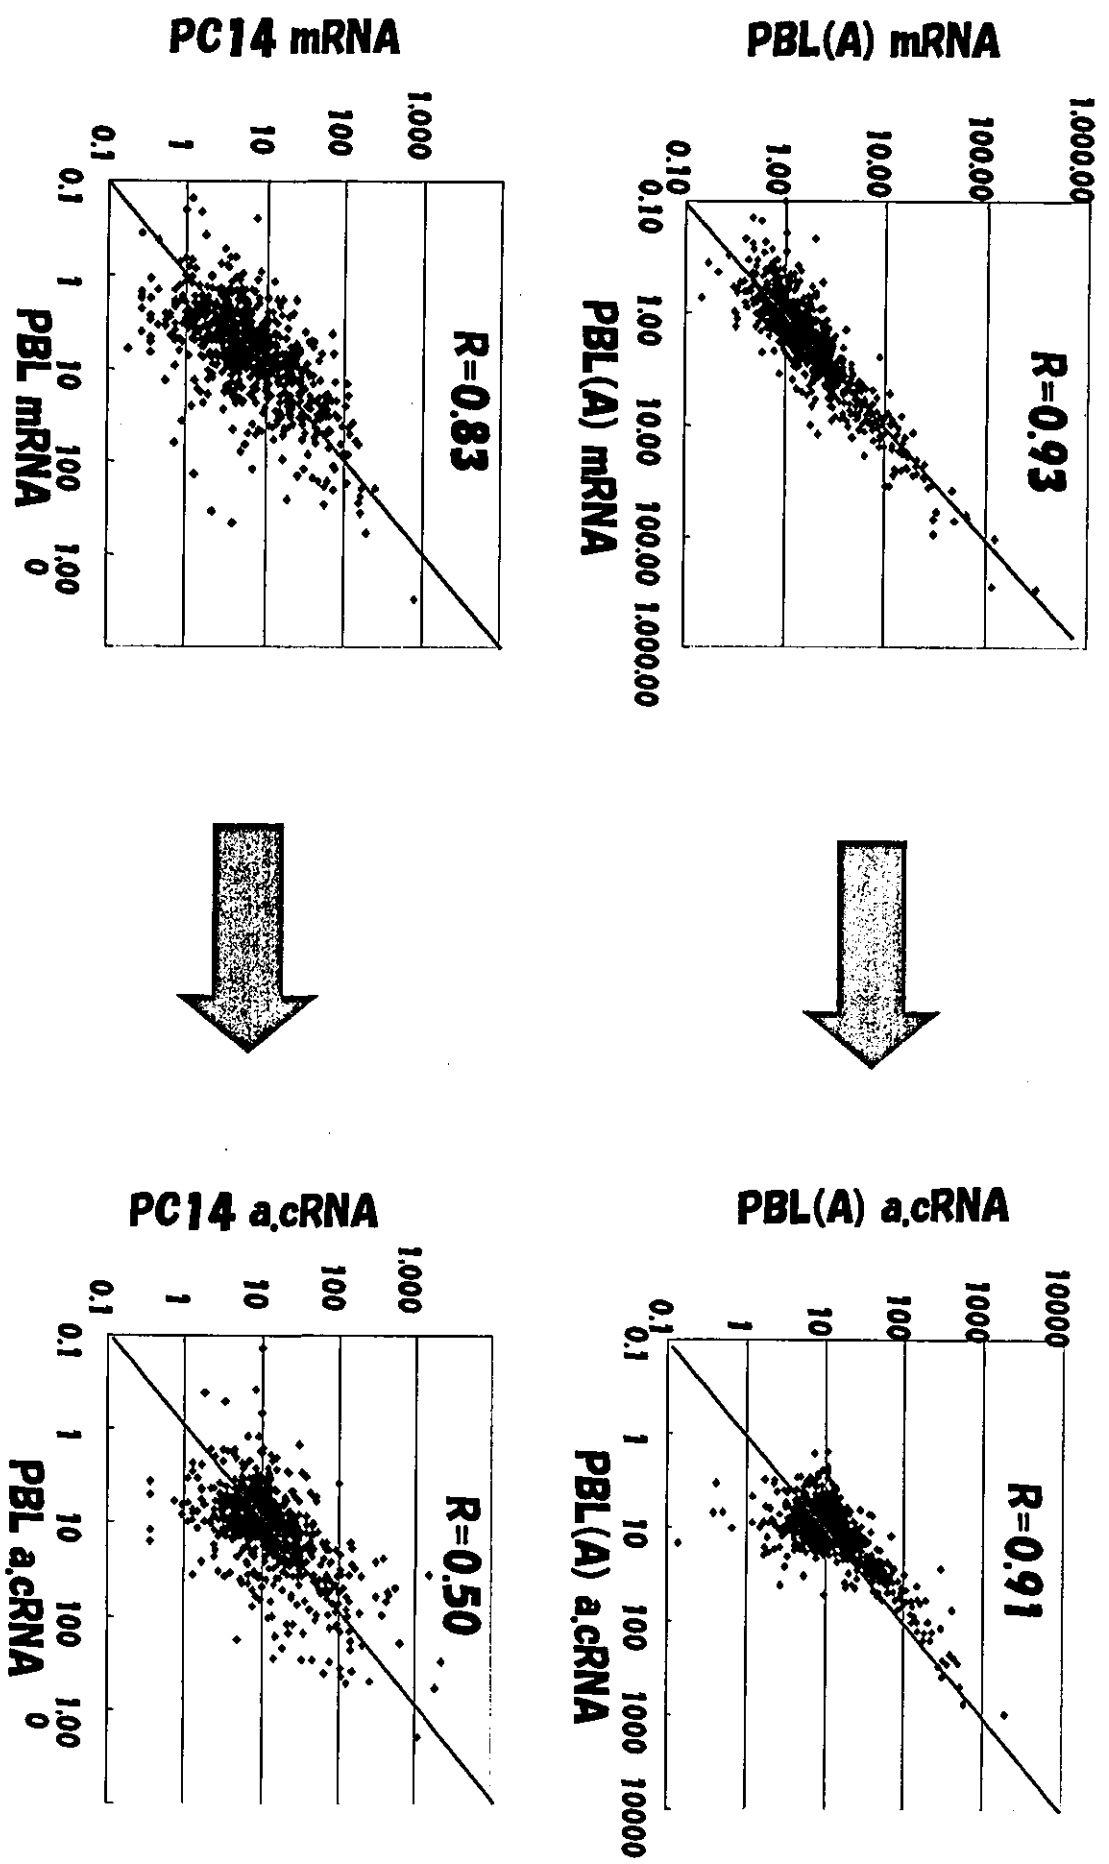 PBL(A) mRNA
1,000.00
100.00
10.00
1.00
0.10
R=0.93
0.10 1.00 10.00 100.00 1,000.00
PBL(A) mRNA
PBL(A) a.cRNA
10000
1000
100
10
1
0.1
R=0.91
0.1 1 10 100 1000 10000
PBL(A) a.cRNA
PC14 mRNA
1,000
100
10
1
0.1
R=0.83
0.1 1 10 100 1,00
0
PBL mRNA
PC14 a.cRNA
1,000
100
10
1
0.1
R=0.50
0.1 1 10 100 1,00
0
PBL a.cRNA